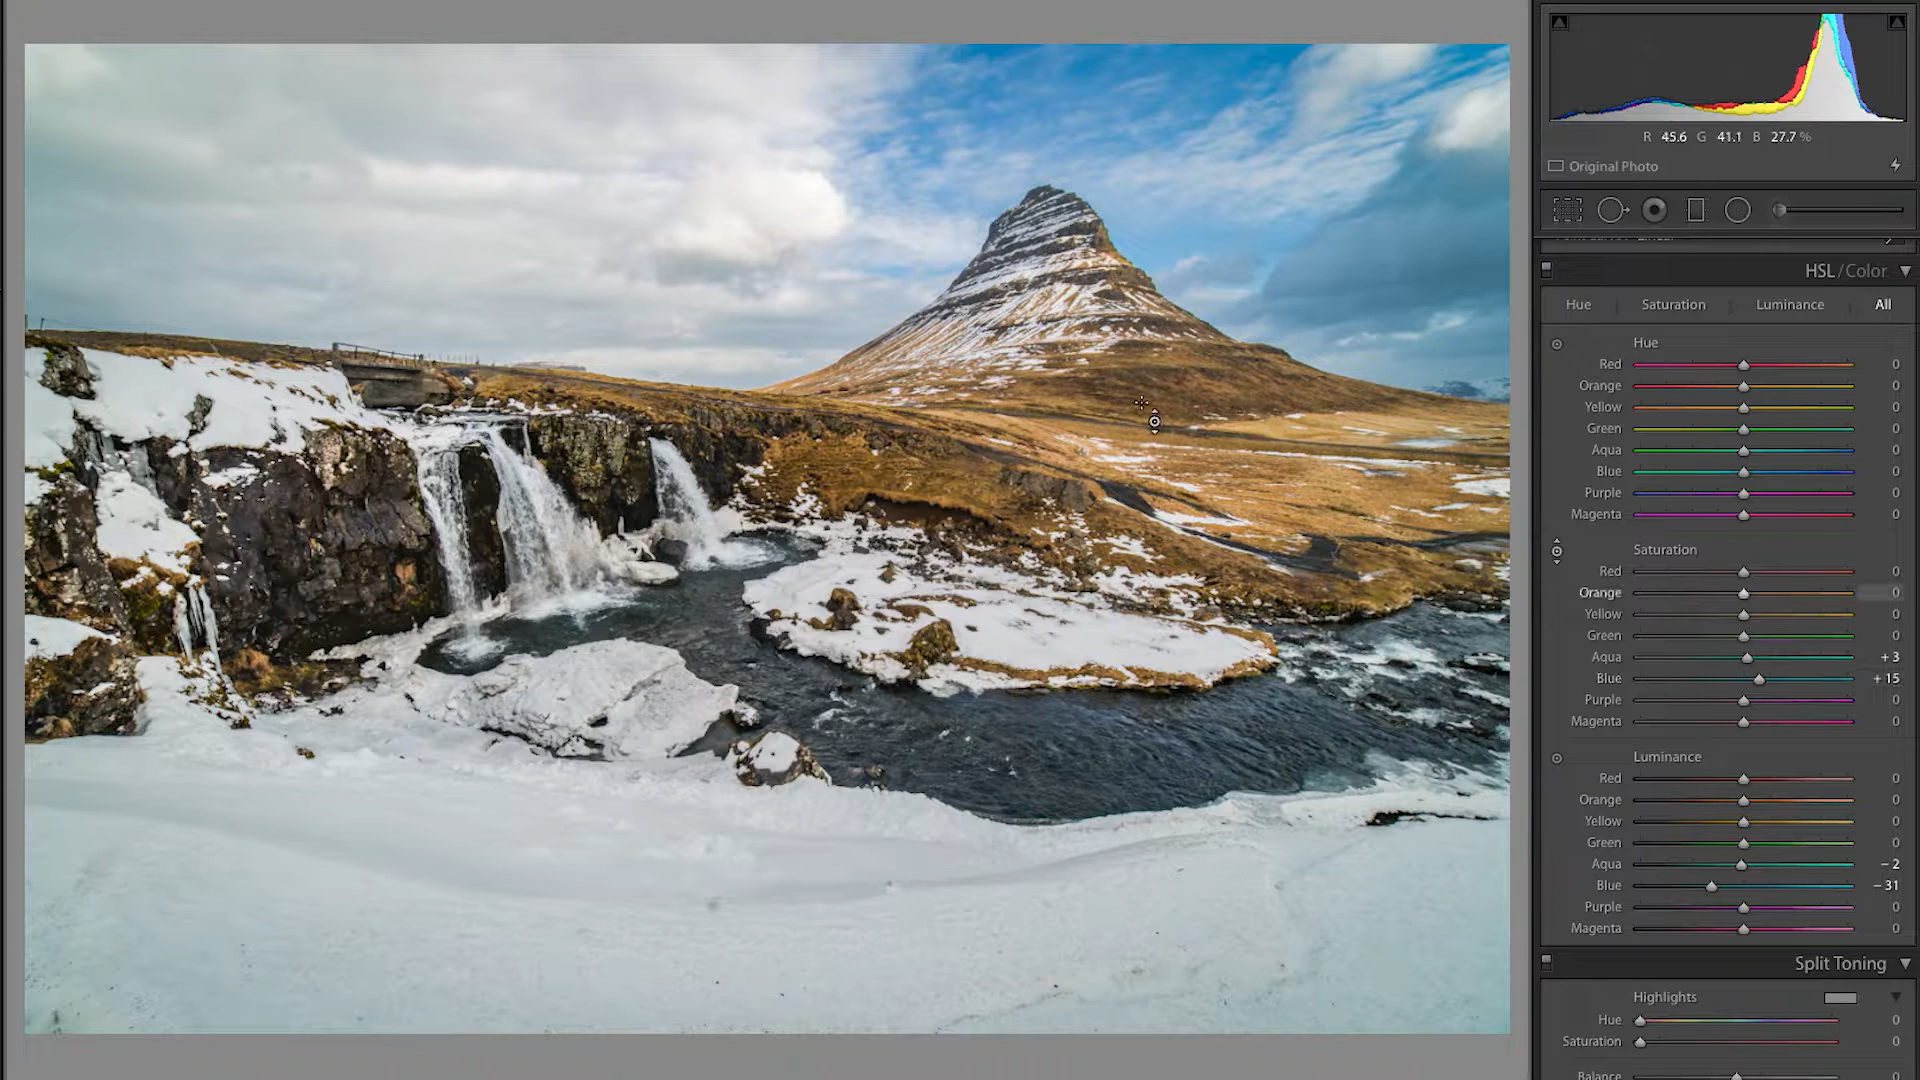 R 45.6 G 41.1 B 27.7 %
Original Photo
HSL / Color
Hue Saturation Luminance All
Hue
Red 0
Orange 0
Yellow 0
Green 0
Aqua 0
Blue 0
Purple 0
Magenta 0
Saturation
Red 0
Orange 0
Yellow 0
Green 0
Aqua + 3
Blue + 15
Purple 0
Magenta 0
Luminance
Red 0
Orange 0
Yellow 0
Green 0
Aqua − 2
Blue − 31
Purple 0
Magenta 0
Split Toning
Highlights
Hue 0
Saturation 0
Balance 0